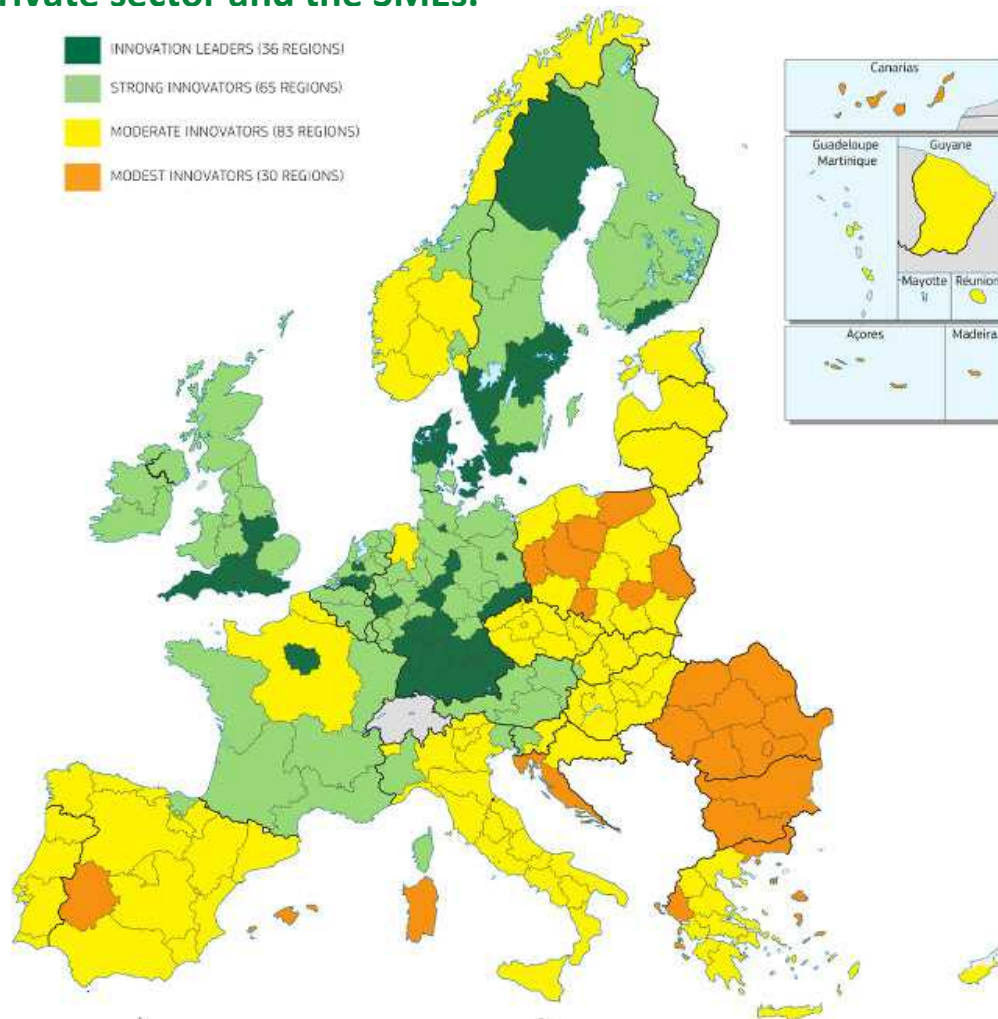 rivate sector and the SMEs.
INNOVATION LEADERS (36 REGIONS)
STRONG INNOVATORS (65 REGIONS)
MODERATE INNOVATORS (83 REGIONS)
MODEST INNOVATORS (30 REGIONS)
Canarias
Guadeloupe
Martinique
Guyane
Mayotte
Réunion
Açores
Madeira